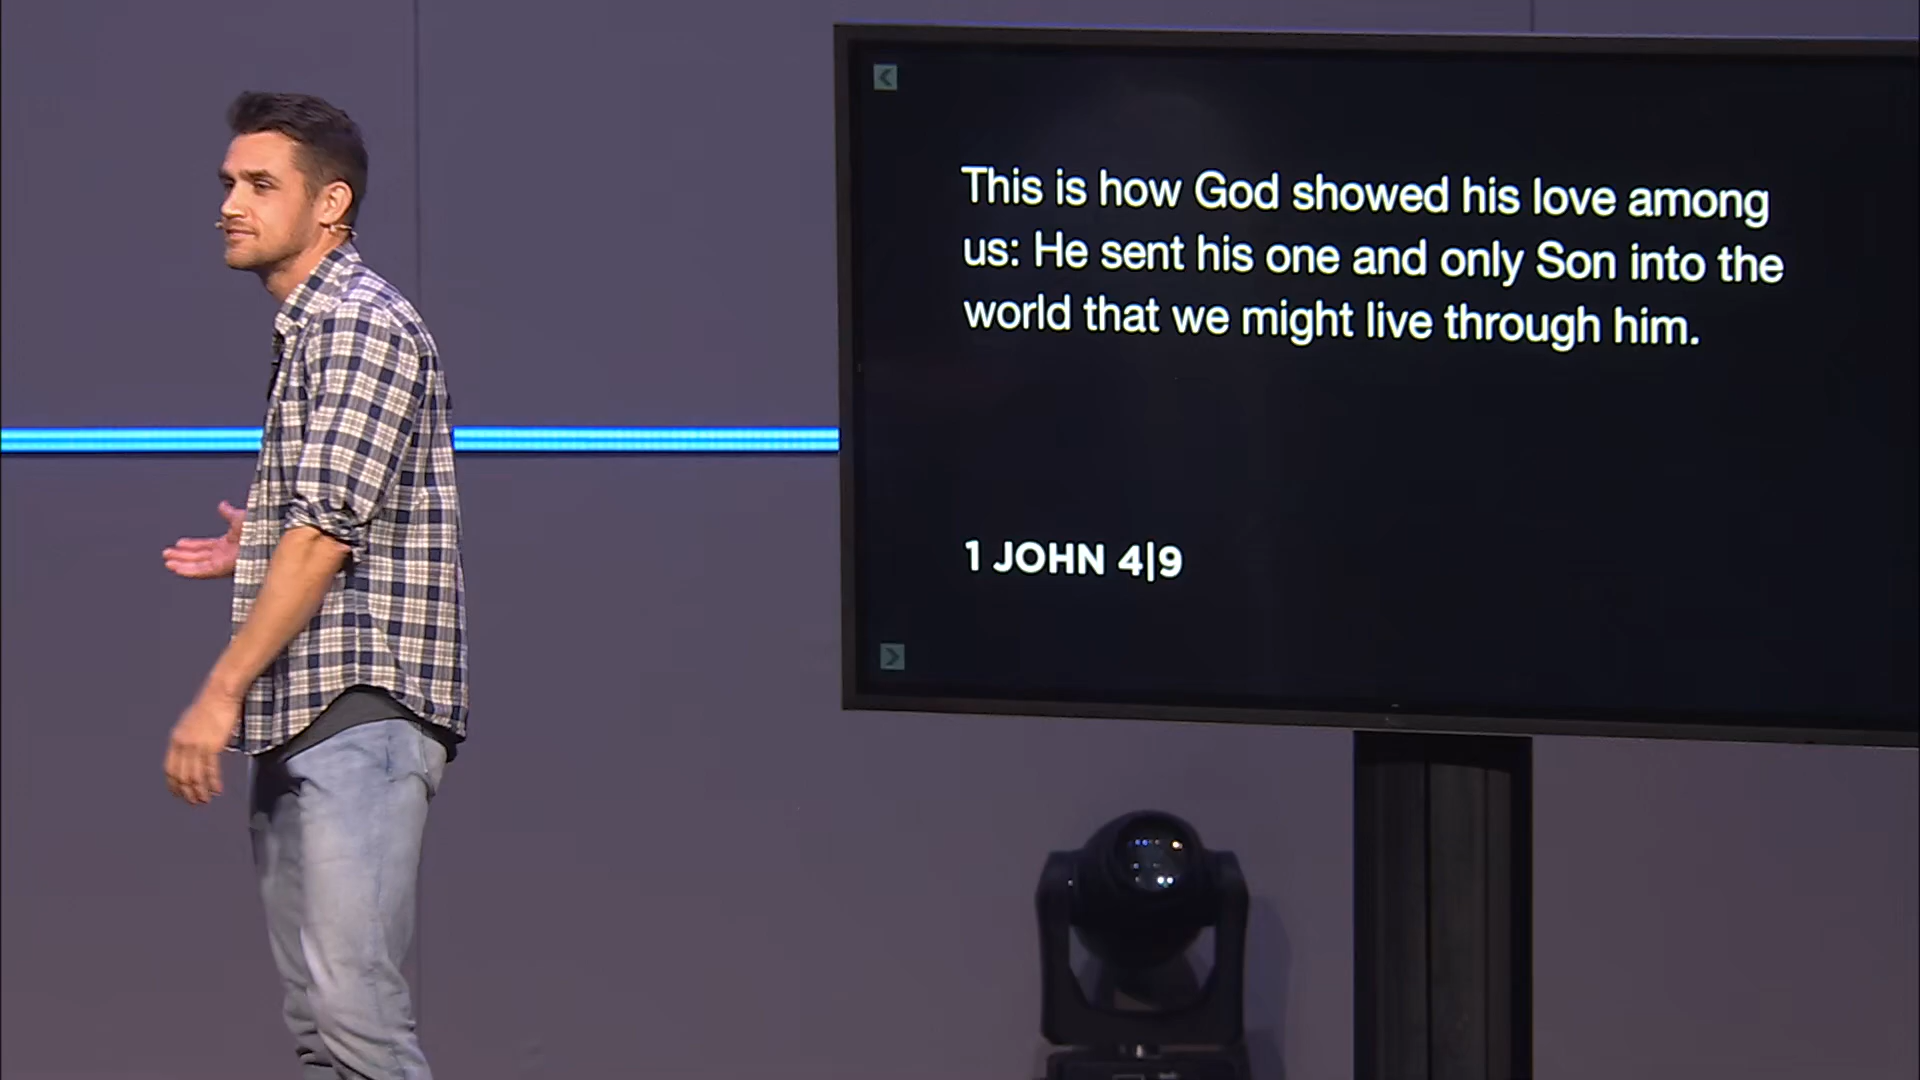 This is how God showed his love among
us: He sent his one and only Son into the
world that we might live through him.
1 JOHN 4|9